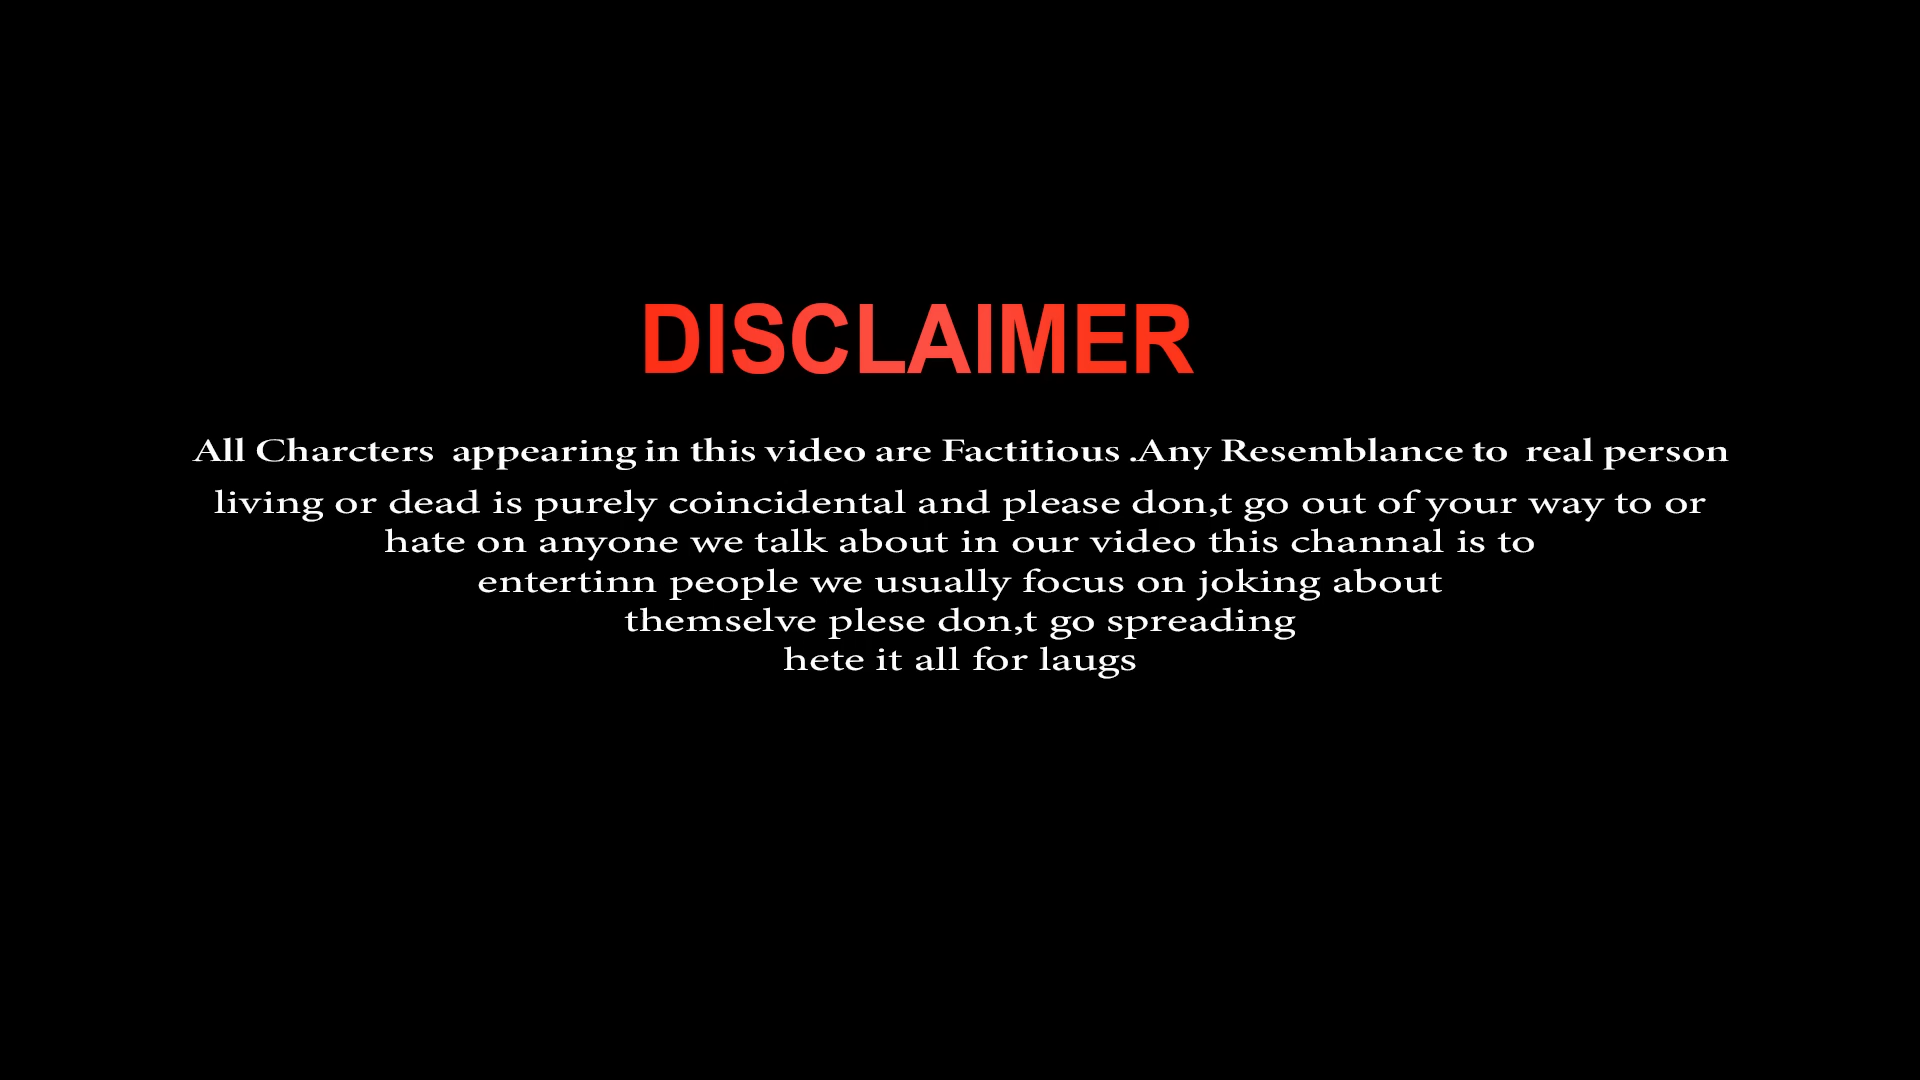 DISCLAIMER
All Charcters appearing in this video are Factitious .Any Resemblance to real person
living or dead is purely coincidental and please don,t go out of your way to or
hate on anyone we talk about in our video this channal is to
entertinn people we usually focus on joking about
themselve plese don,t go spreading
hete it all for laugs